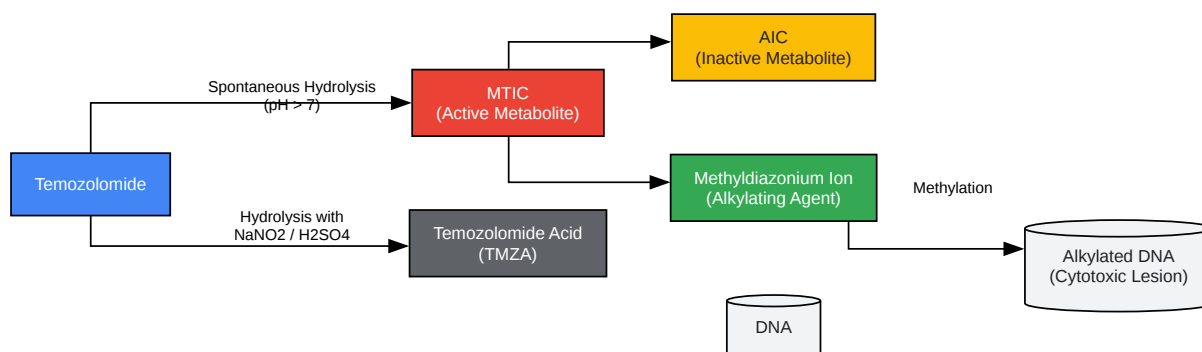 AIC
(Inactive Metabolite)
Spontaneous Hydrolysis
(pH > 7)
MTIC
(Active Metabolite)
Temozolomide
Methyldiazonium Ion
(Alkylating Agent)
Methylation
Hydrolysis with
NaNO2 / H2SO4
Temozolomide Acid
(TMZA)
Alkylated DNA
(Cytotoxic Lesion)
DNA